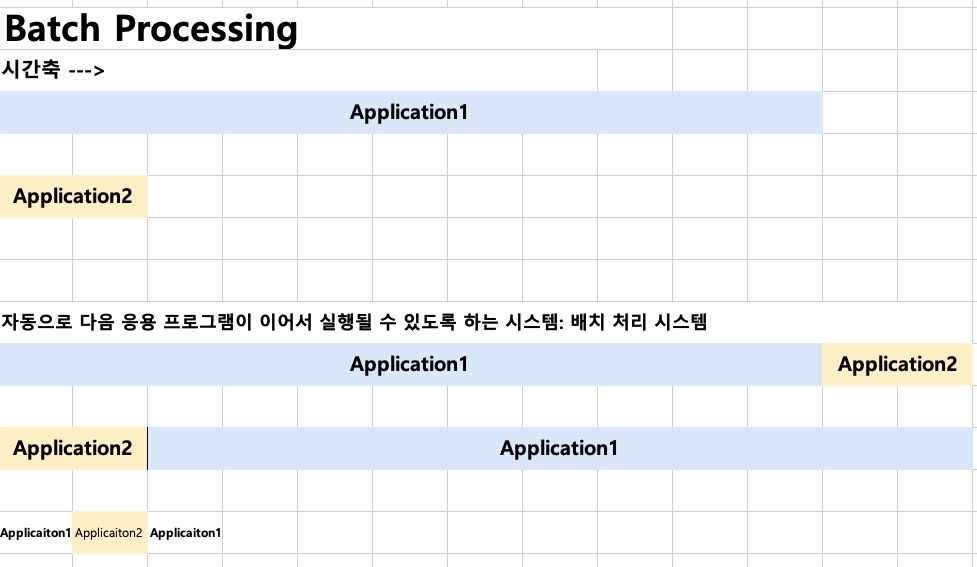 Batch Processing
시간축 --->
Application1
Application2
자동으로 다음 응용 프로그램이 이어서 실행될 수 있도록 하는 시스템: 배치 처리 시스템
Application1 Application2
Application2 Application1
Applicaiton1 Applicaiton2 Applicaiton1